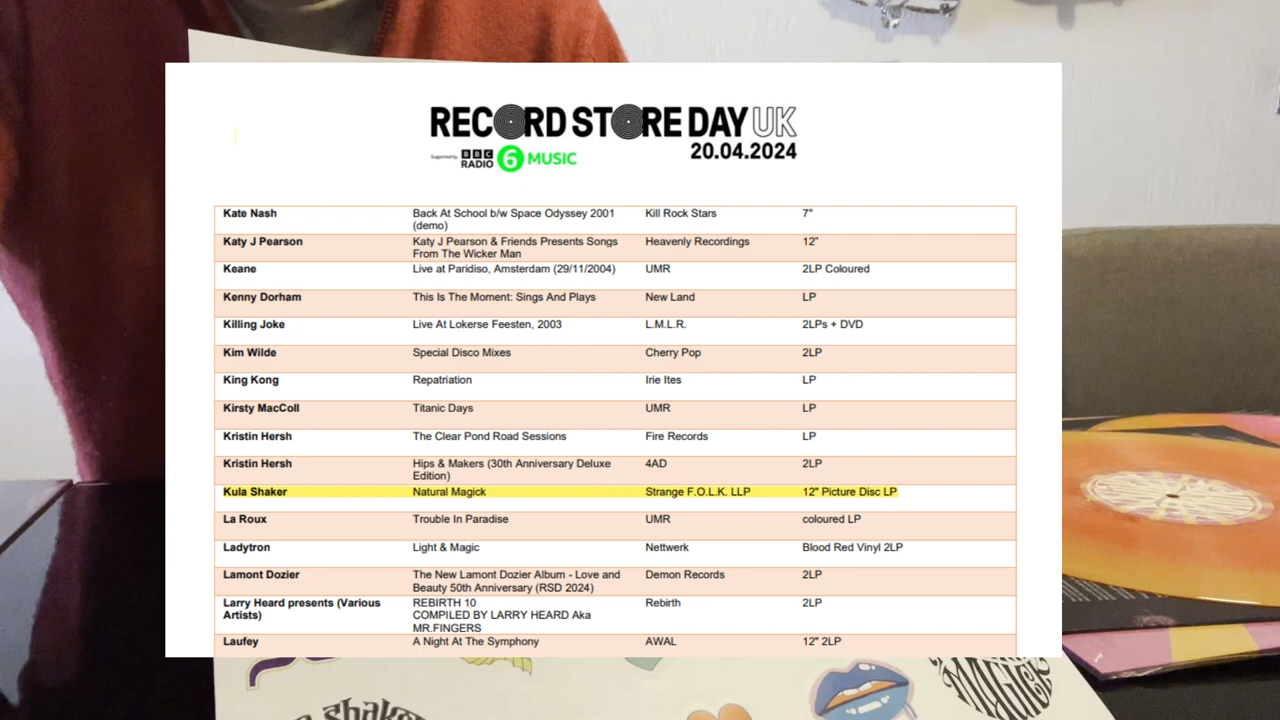 RECORD STORE DAY UK
Supported by BBC RADIO 6 MUSIC
20.04.2024
Kate Nash Back At School b/w Space Odyssey 2001 (demo) Kill Rock Stars 7"
Katy J Pearson Katy J Pearson & Friends Presents Songs From The Wicker Man Heavenly Recordings 12"
Keane Live at Paridiso, Amsterdam (29/11/2004) UMR 2LP Coloured
Kenny Dorham This Is The Moment: Sings And Plays New Land LP
Killing Joke Live At Lokerse Feesten, 2003 L.M.L.R. 2LPs + DVD
Kim Wilde Special Disco Mixes Cherry Pop 2LP
King Kong Repatriation Irie Ites LP
Kirsty MacColl Titanic Days UMR LP
Kristin Hersh The Clear Pond Road Sessions Fire Records LP
Kristin Hersh Hips & Makers (30th Anniversary Deluxe Edition) 4AD 2LP
Kula Shaker Natural Magick Strange F.O.L.K. LLP 12" Picture Disc LP
La Roux Trouble In Paradise UMR coloured LP
Ladytron Light & Magic Nettwerk Blood Red Vinyl 2LP
Lamont Dozier The New Lamont Dozier Album - Love and Beauty 50th Anniversary (RSD 2024) Demon Records 2LP
Larry Heard presents (Various Artists) REBIRTH 10 COMPILED BY LARRY HEARD Aka MR.FINGERS Rebirth 2LP
Laufey A Night At The Symphony AWAL 12" 2LP
MAGICK